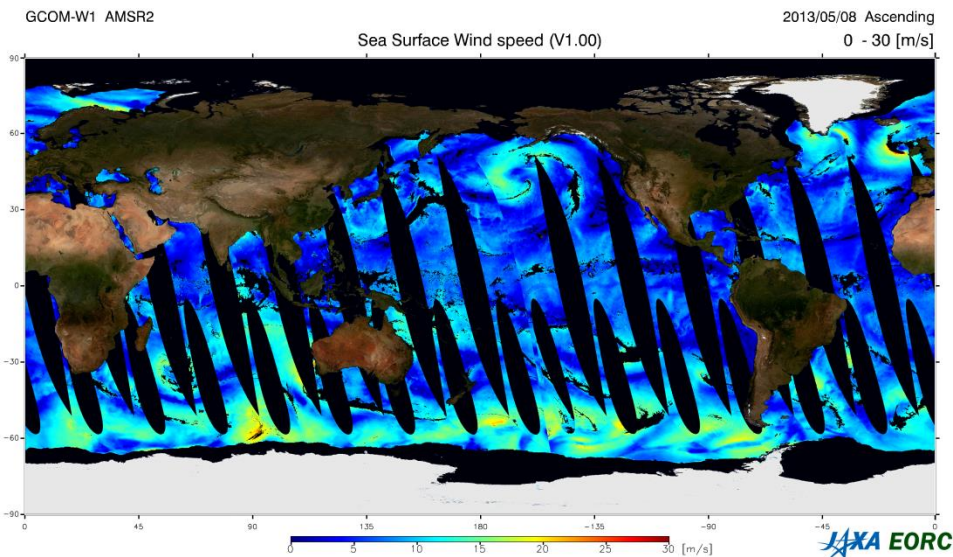 GCOM-W1 AMSR2
2013/05/08 Ascending
Sea Surface Wind speed (V1.00)
0 - 30 [m/s]
90
60
30
0
-30
-60
-90
0 45 90 135 180 -135 -90 -45 0
0 5 10 15 20 25 30 [m/s]
JAXA EORC